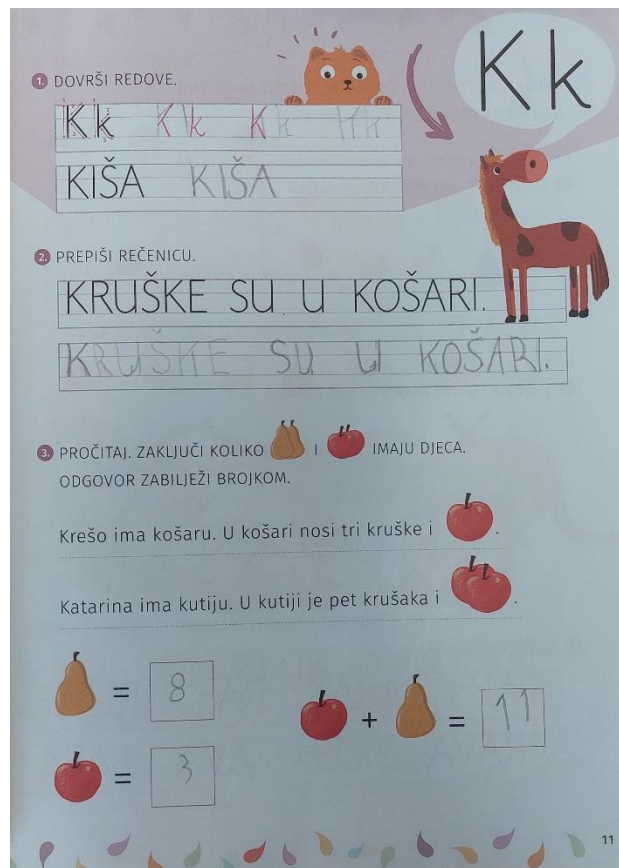 Kk
1. DOVRŠI REDOVE.
Kk Kk Kk Kk
KIŠA KIŠA
2. PREPIŠI REČENICU.
KRUŠKE SU U KOŠARI.
KRUŠKE SU U KOŠARI.
3. PROČITAJ. ZAKLJUČI KOLIKO I IMAJU DJECA.
ODGOVOR ZABILJEŽI BROJKOM.
Krešo ima košaru. U košari nosi tri kruške i .
Katarina ima kutiju. U kutiji je pet krušaka i .
= 8
+ = 11
= 3
11